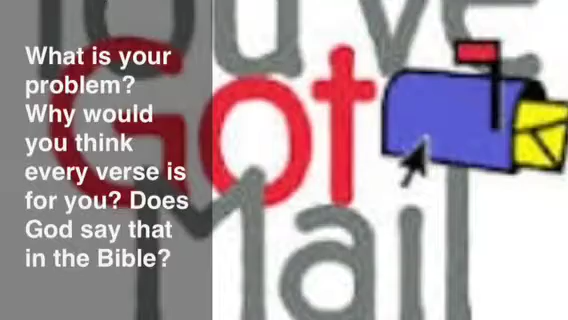 You've
Got
Mail
What is your
problem?
Why would
you think
every verse is
for you? Does
God say that
in the Bible?